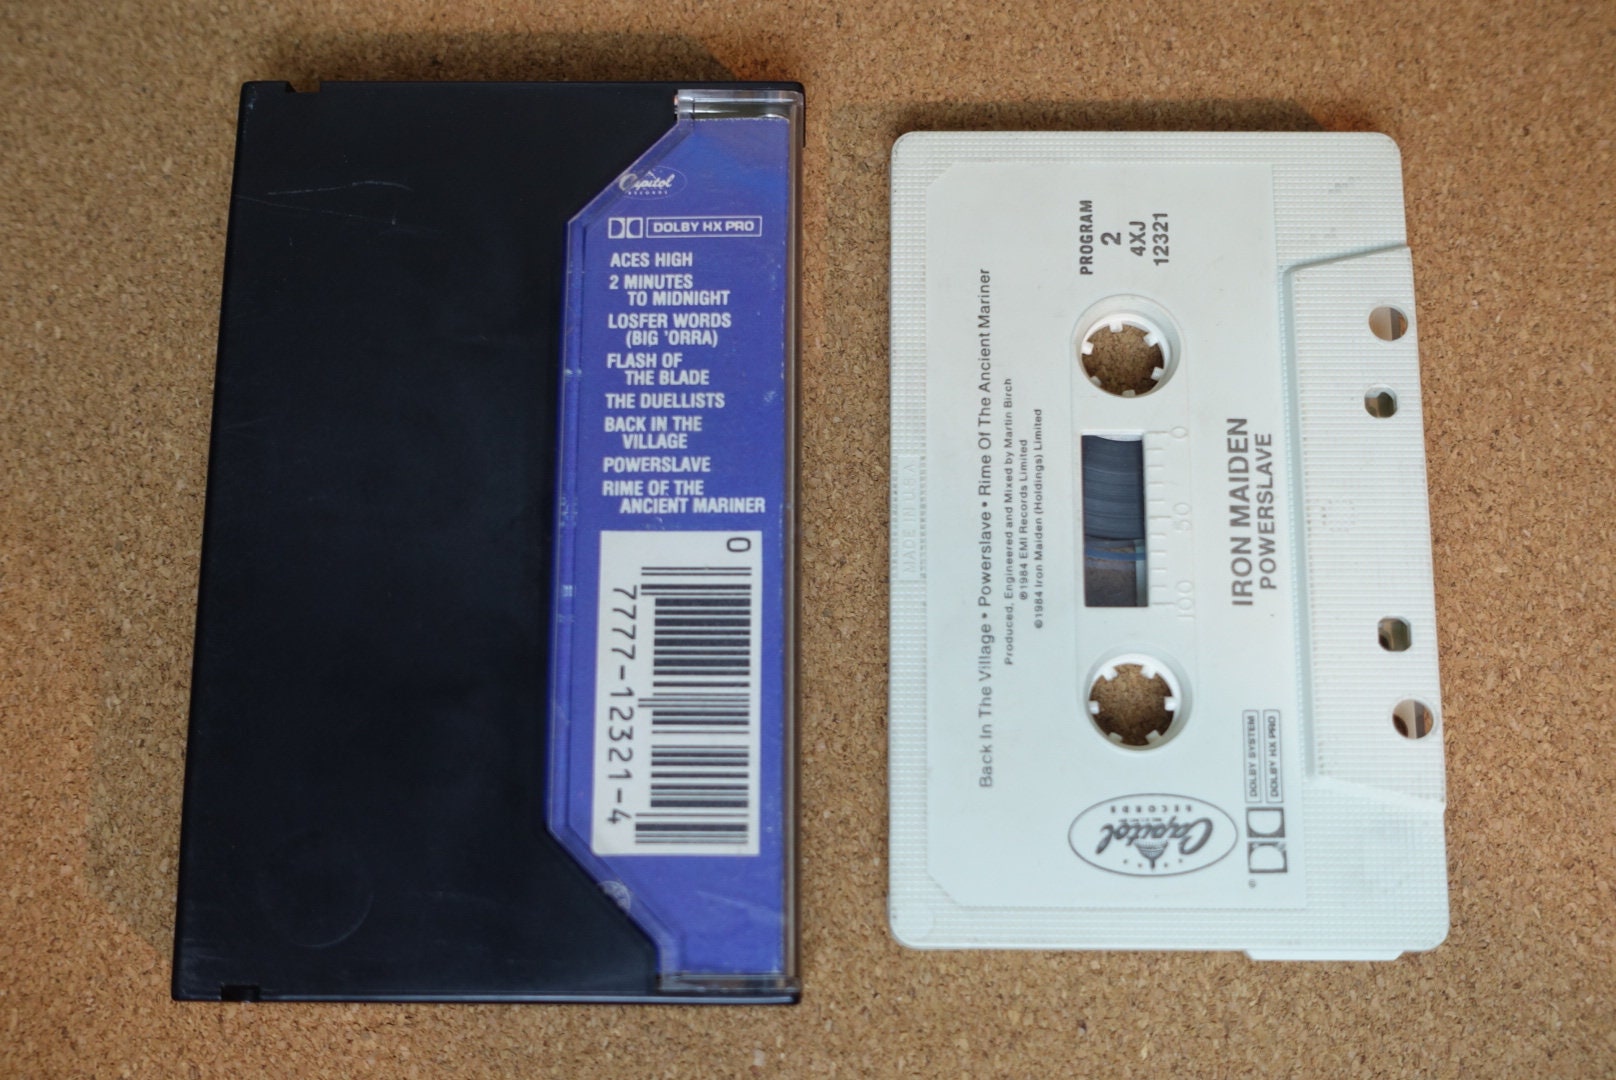 Capitol
RECORDS
DOLBY HX PRO
ACES HIGH
2 MINUTES
TO MIDNIGHT
LOSFER WORDS
(BIG 'ORRA)
FLASH OF
THE BLADE
THE DUELLISTS
BACK IN THE
VILLAGE
POWERSLAVE
RIME OF THE
ANCIENT MARINER
0
7777-12321-4
MADE IN U.S.A.
Back In The Village • Powerslave • Rime Of The Ancient Mariner
Produced, Engineered and Mixed by Martin Birch
℗1984 EMI Records Limited
©1984 Iron Maiden (Holdings) Limited
PROGRAM
2
4XJ
12321
0
50
100
IRON MAIDEN
POWERSLAVE
Capitol
RECORDS
DOLBY SYSTEM
DOLBY HX PRO
®